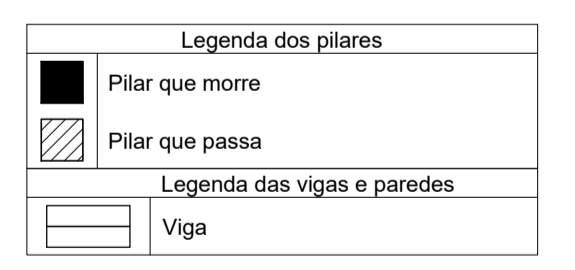 Legenda dos pilares
Pilar que morre
Pilar que passa
Legenda das vigas e paredes
Viga